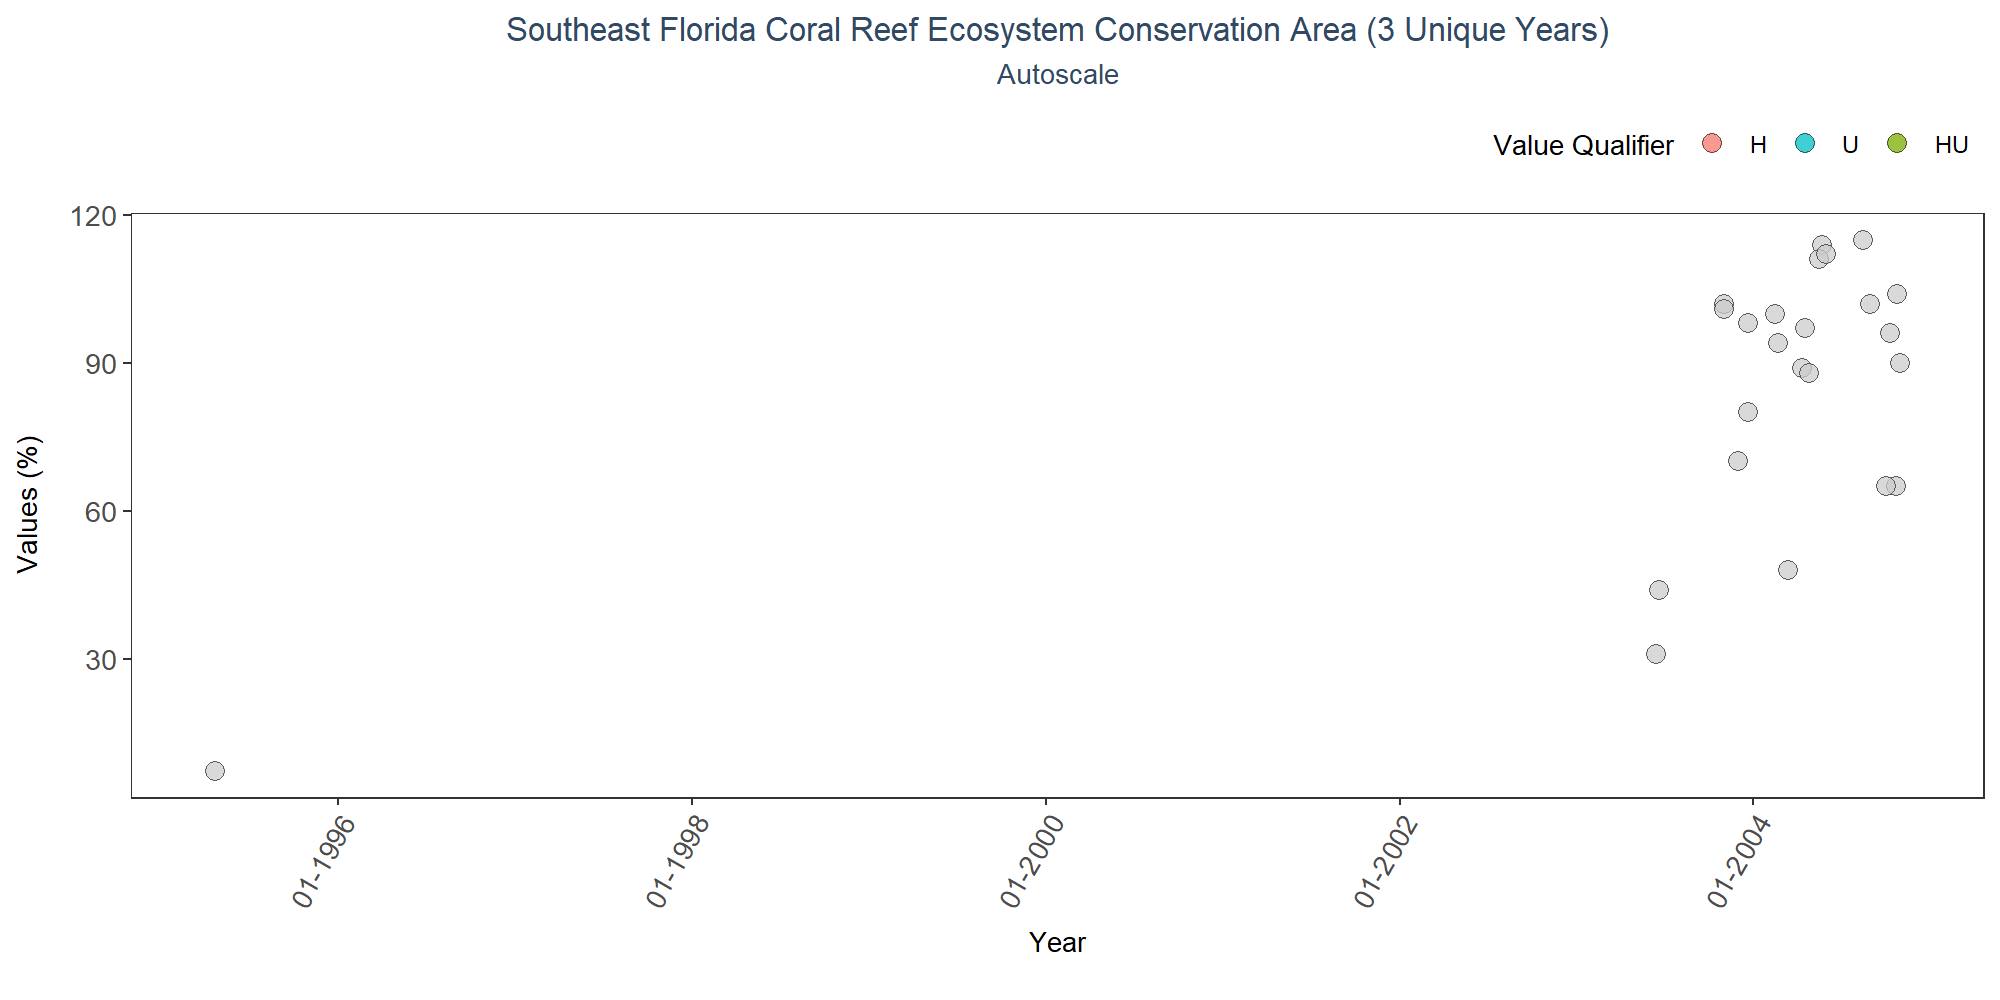 Southeast Florida Coral Reef Ecosystem Conservation Area (3 Unique Years)
Autoscale
Value Qualifier H U HU
120
90
60
30
Values (%)
01-1996 01-1998 01-2000 01-2002 01-2004
Year